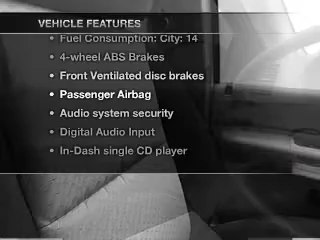 VEHICLE FEATURES
• Fuel Consumption: City: 14
• 4-wheel ABS Brakes
• Front Ventilated disc brakes
• Passenger Airbag
• Audio system security
• Digital Audio Input
• In-Dash single CD player